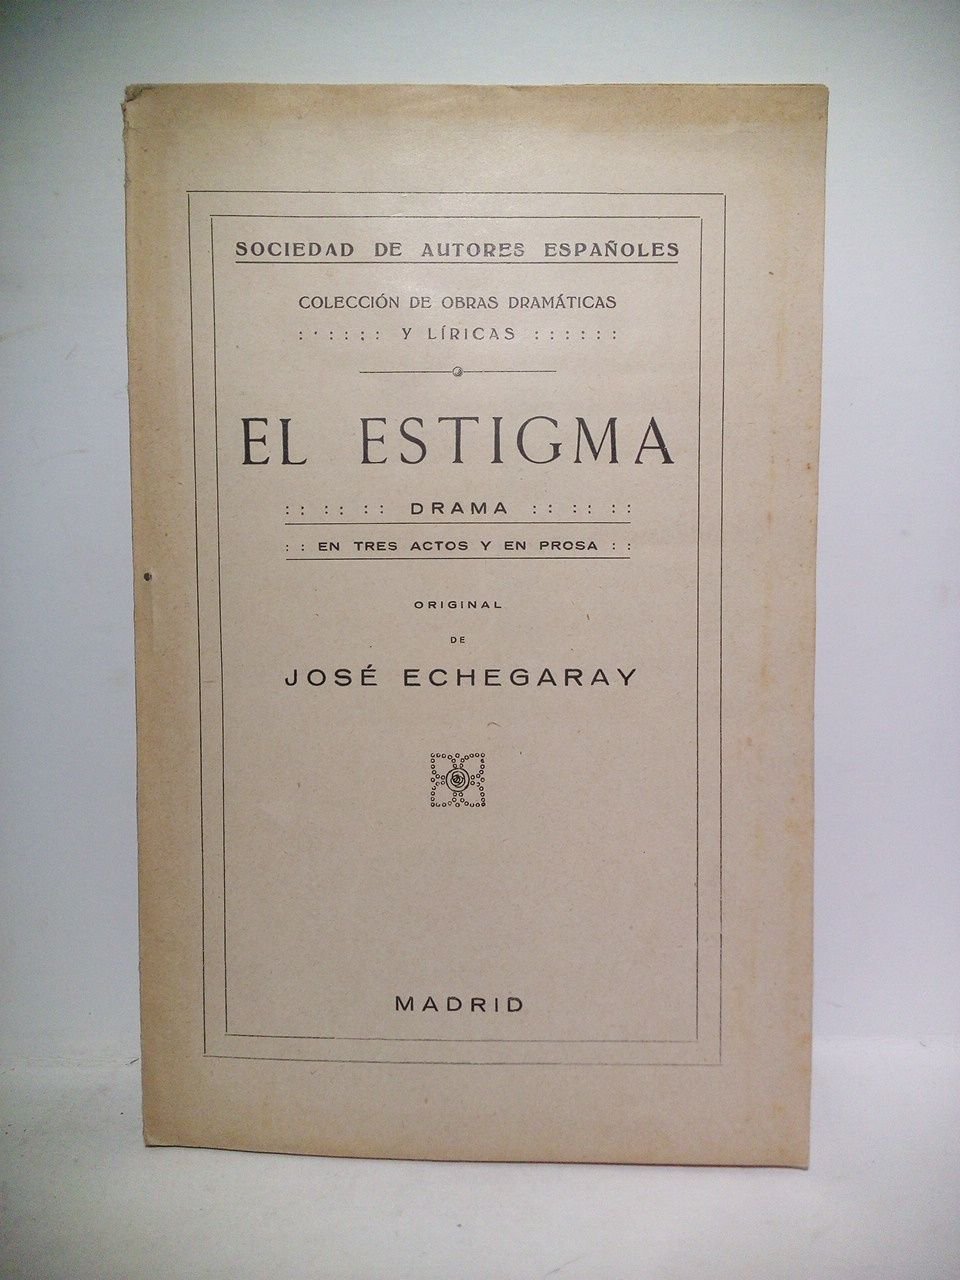 SOCIEDAD DE AUTORES ESPAÑOLES
COLECCIÓN DE OBRAS DRAMÁTICAS
: : : : : : Y LÍRICAS : : : : : :
EL ESTIGMA
: : : : : : DRAMA : : : : : :
: : EN TRES ACTOS Y EN PROSA : :
ORIGINAL
DE
JOSÉ ECHEGARAY
MADRID